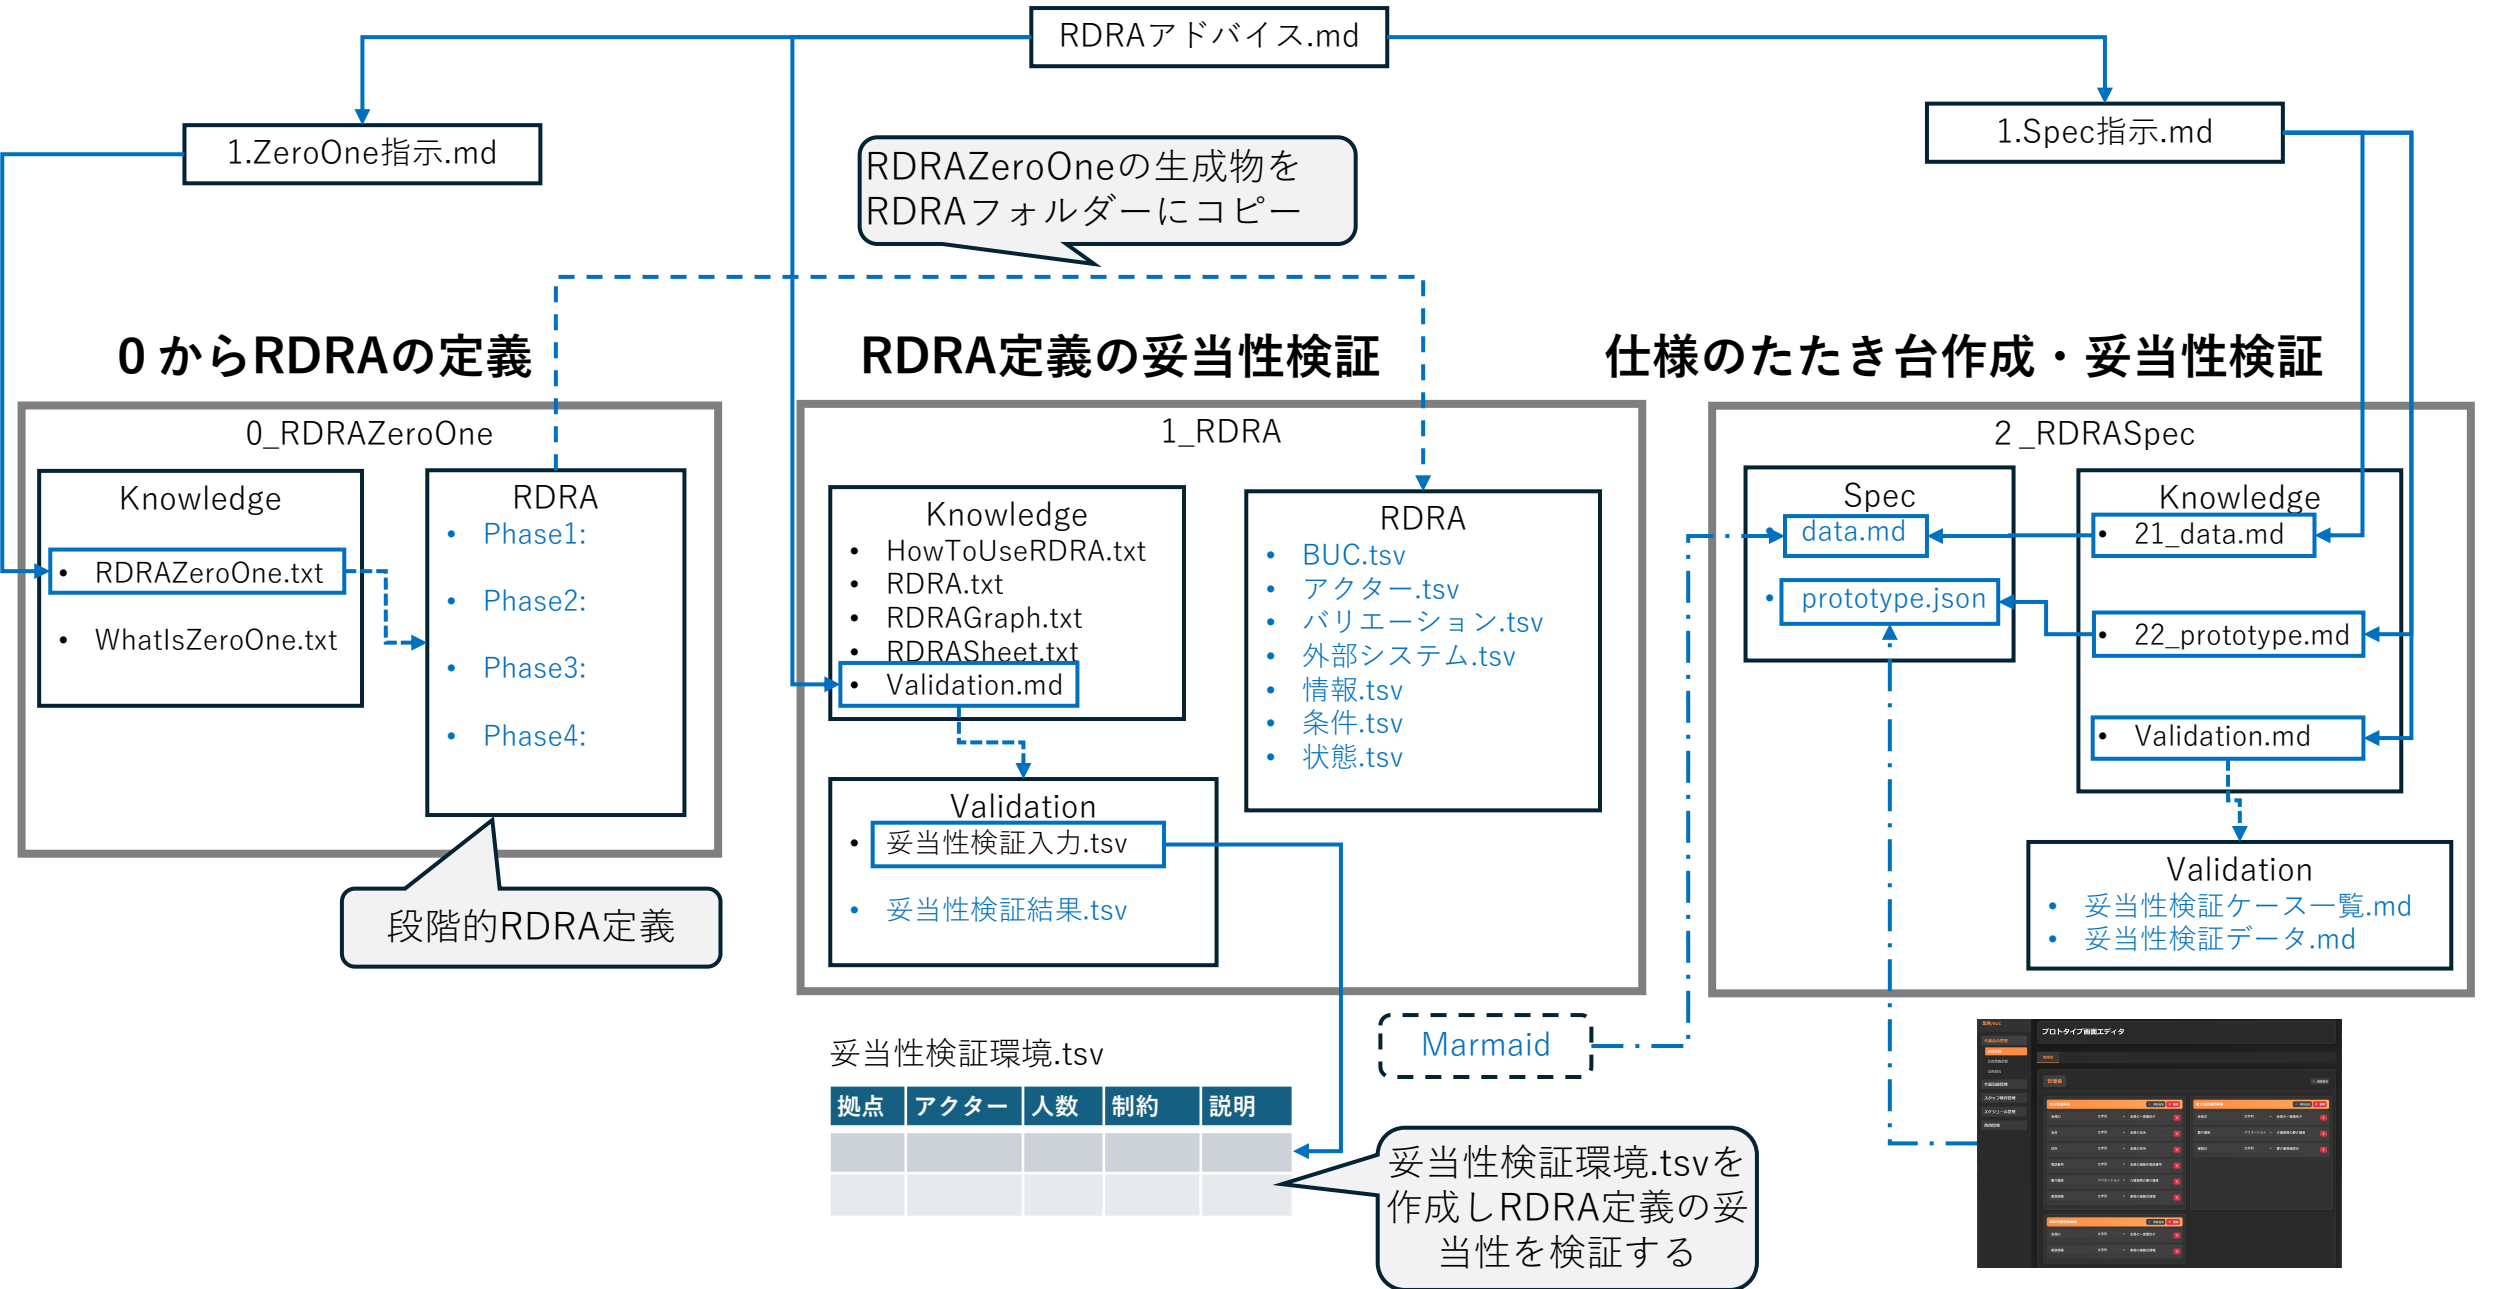 RDRAアドバイス.md
1.ZeroOne指示.md
1.Spec指示.md
RDRAZeroOneの生成物を
RDRAフォルダーにコピー
0からRDRAの定義
RDRA定義の妥当性検証
仕様のたたき台作成・妥当性検証
0_RDRAZeroOne
Knowledge
• RDRAZeroOne.txt
• WhatIsZeroOne.txt
RDRA
• Phase1:
• Phase2:
• Phase3:
• Phase4:
段階的RDRA定義
1_RDRA
Knowledge
• HowToUseRDRA.txt
• RDRA.txt
• RDRAGraph.txt
• RDRASheet.txt
• Validation.md
RDRA
• BUC.tsv
• アクター.tsv
• バリエーション.tsv
• 外部システム.tsv
• 情報.tsv
• 条件.tsv
• 状態.tsv
Validation
• 妥当性検証入力.tsv
• 妥当性検証結果.tsv
2_RDRASpec
Spec
• data.md
• prototype.json
Knowledge
• 21_data.md
• 22_prototype.md
• Validation.md
Validation
• 妥当性検証ケース一覧.md
• 妥当性検証データ.md
Marmaid
妥当性検証環境.tsv
拠点 アクター 人数 制約 説明
妥当性検証環境.tsvを
作成しRDRA定義の妥
当性を検証する
プロトタイプ画面エディタ